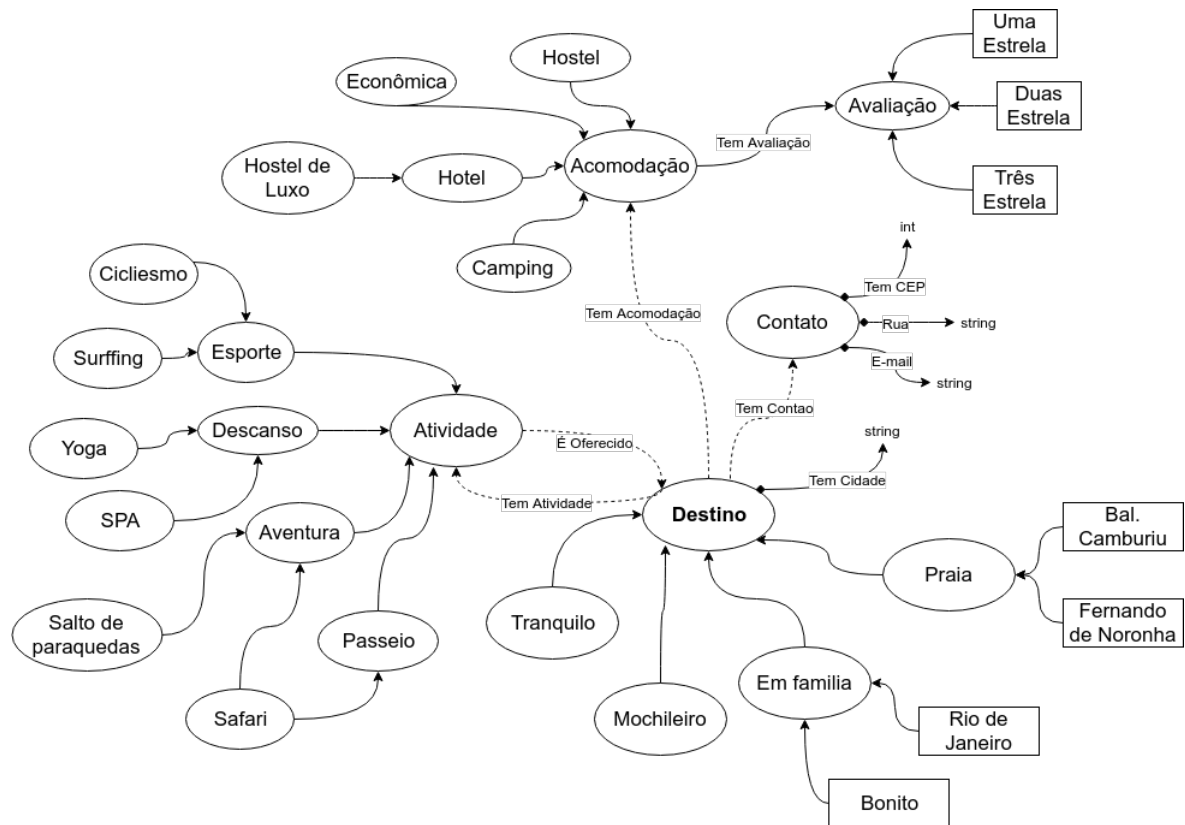 Uma
Estrela
Hostel
Econômica
Avaliação
Duas
Estrela
Tem Avaliação
Hostel de
Luxo
Hotel
Acomodação
Três
Estrela
int
Camping
Cicliesmo
Tem CEP
Tem Acomodação
Contato
Rua
string
Surffing
Esporte
E-mail
string
Tem Contao
Yoga
Descanso
Atividade
É Oferecido
string
Tem Cidade
Tem Atividade
SPA
Aventura
Destino
Bal.
Camburiu
Praia
Salto de
paraquedas
Passeio
Tranquilo
Fernando
de Noronha
Safari
Mochileiro
Em familia
Rio de
Janeiro
Bonito